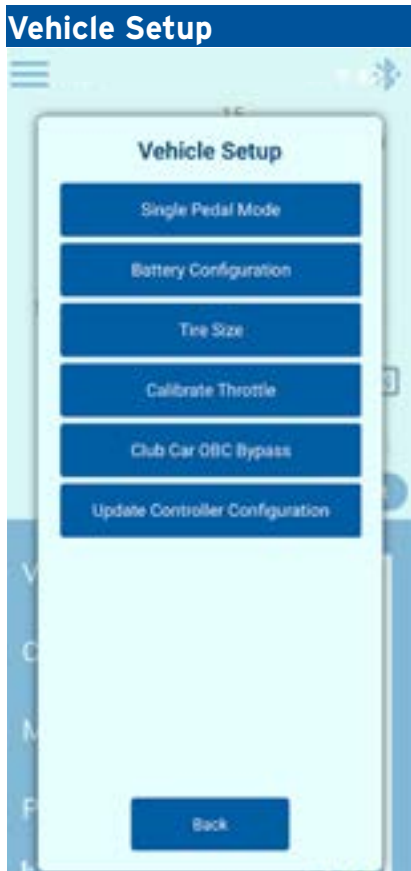 Vehicle Setup
15
Vehicle Setup
Single Pedal Mode
Battery Configuration
Tire Size
Calibrate Throttle
Club Car OBC Bypass
Update Controller Configuration
V
C
M
P
Back